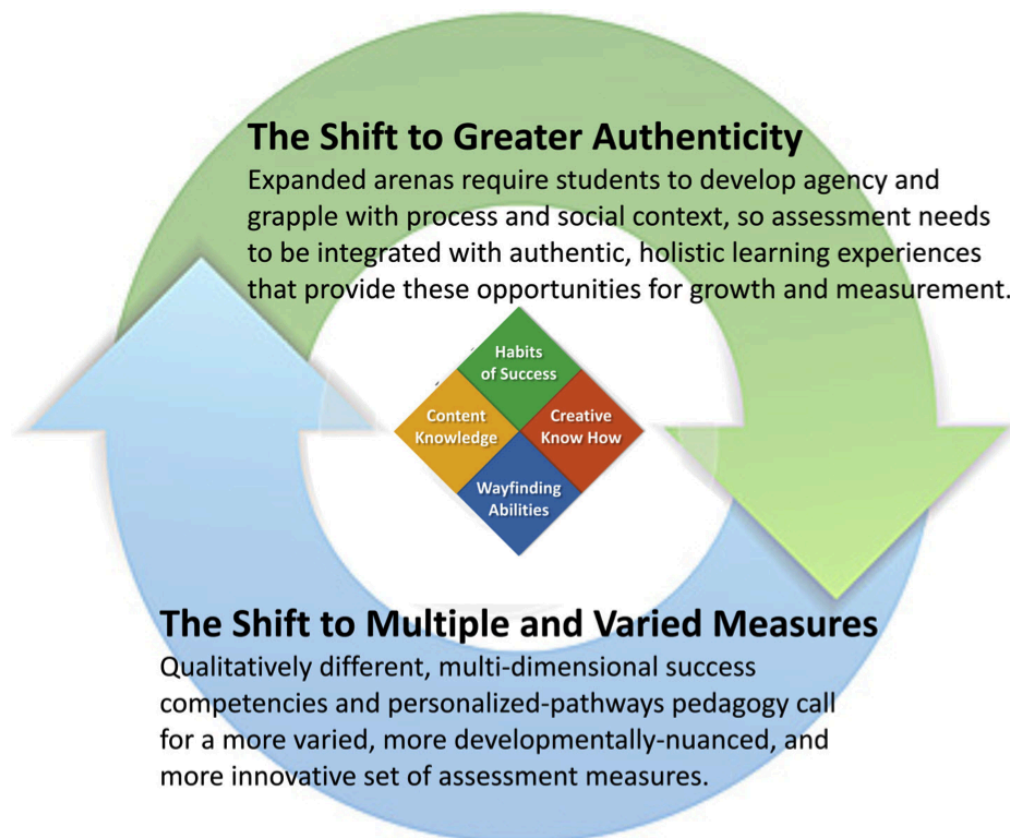 The Shift to Greater Authenticity
Expanded arenas require students to develop agency and
grapple with process and social context, so assessment needs
to be integrated with authentic, holistic learning experiences
that provide these opportunities for growth and measurement.
Habits
of Success
Content
Knowledge
Creative
Know How
Wayfinding
Abilities
The Shift to Multiple and Varied Measures
Qualitatively different, multi-dimensional success
competencies and personalized-pathways pedagogy call
for a more varied, more developmentally-nuanced, and
more innovative set of assessment measures.